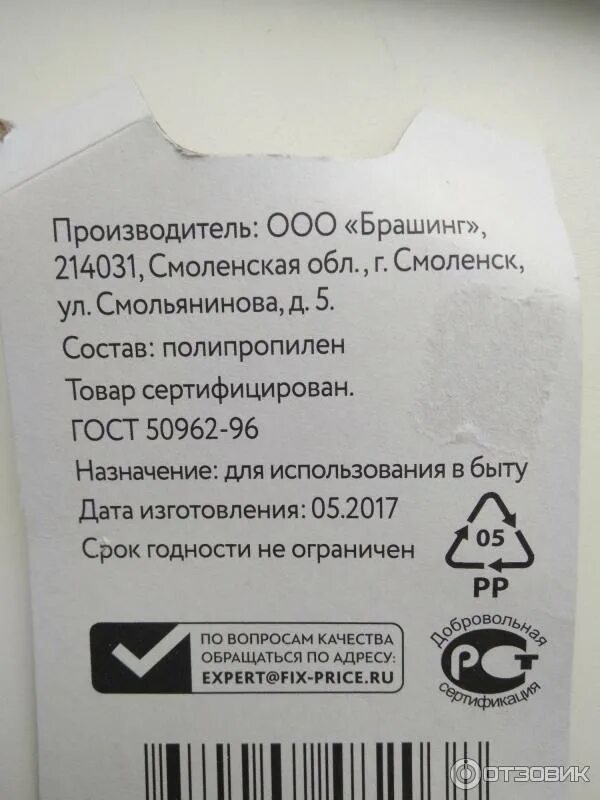 Производитель: ООО «Брашинг»,
214031, Смоленская обл., г. Смоленск,
ул. Смольянинова, д. 5.
Состав: полипропилен
Товар сертифицирован.
ГОСТ 50962-96
Назначение: для использования в быту
Дата изготовления: 05.2017
Срок годности не ограничен
05
PP
ПО ВОПРОСАМ КАЧЕСТВА
ОБРАЩАТЬСЯ ПО АДРЕСУ:
EXPERT@FIX-PRICE.RU
Добровольная
РСТ
сертификация
ОТЗОВИК